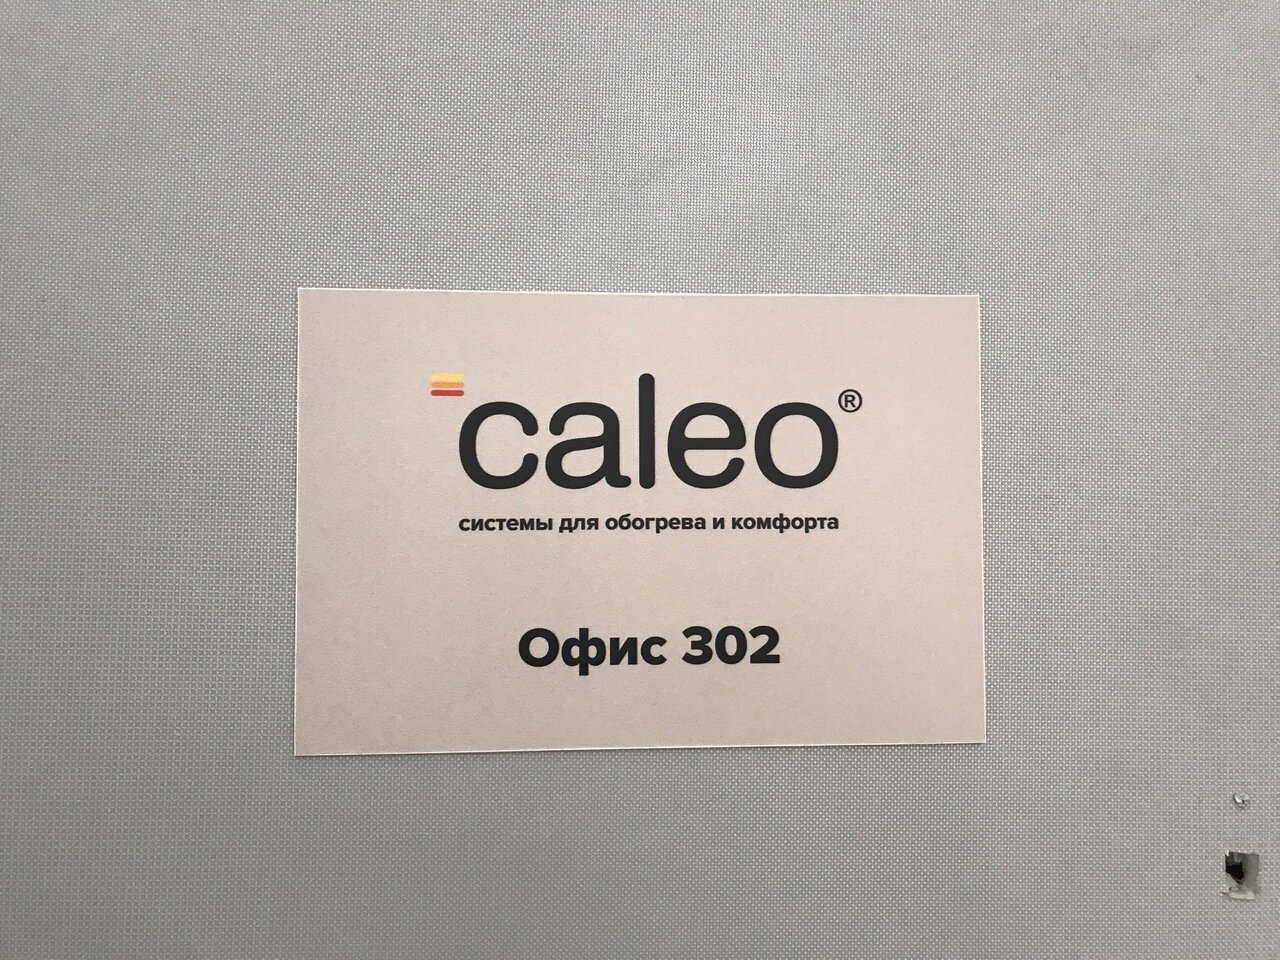 caleo®
системы для обогрева и комфорта
Офис 302